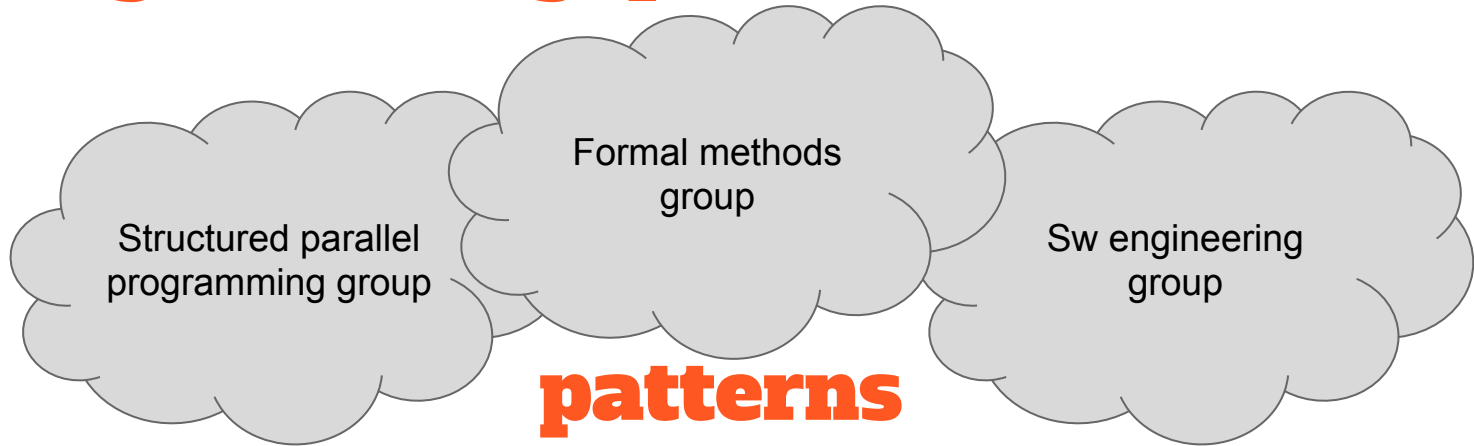 Formal methods
group
Structured parallel
programming group
Sw engineering
group
patterns